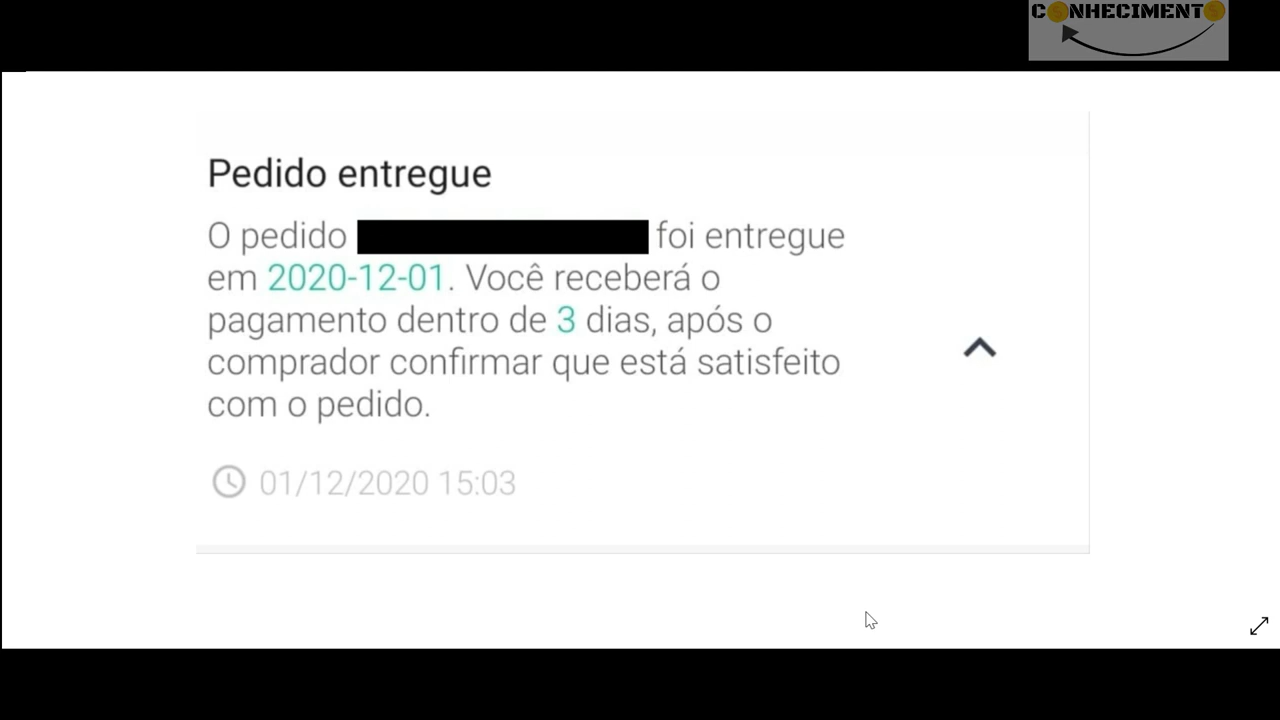 CONHECIMENTO
Pedido entregue
O pedido foi entregue
em 2020-12-01. Você receberá o
pagamento dentro de 3 dias, após o
comprador confirmar que está satisfeito
com o pedido.
01/12/2020 15:03